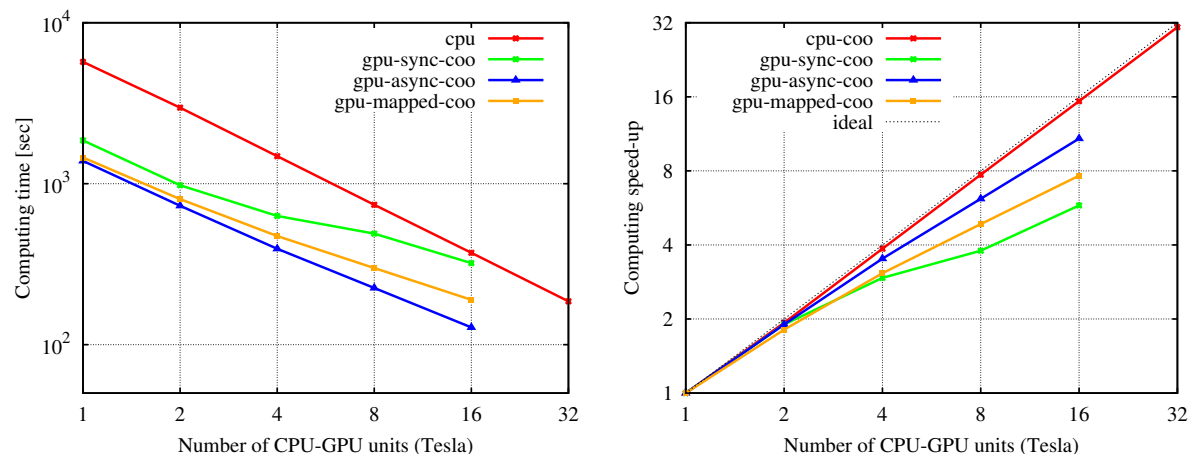 10^4
10^3
10^2
Computing time [sec]
cpu
gpu-sync-coo
gpu-async-coo
gpu-mapped-coo
1 2 4 8 16 32
Number of CPU-GPU units (Tesla)
32
16
8
4
2
1
Computing speed-up
cpu-coo
gpu-sync-coo
gpu-async-coo
gpu-mapped-coo
ideal
1 2 4 8 16 32
Number of CPU-GPU units (Tesla)